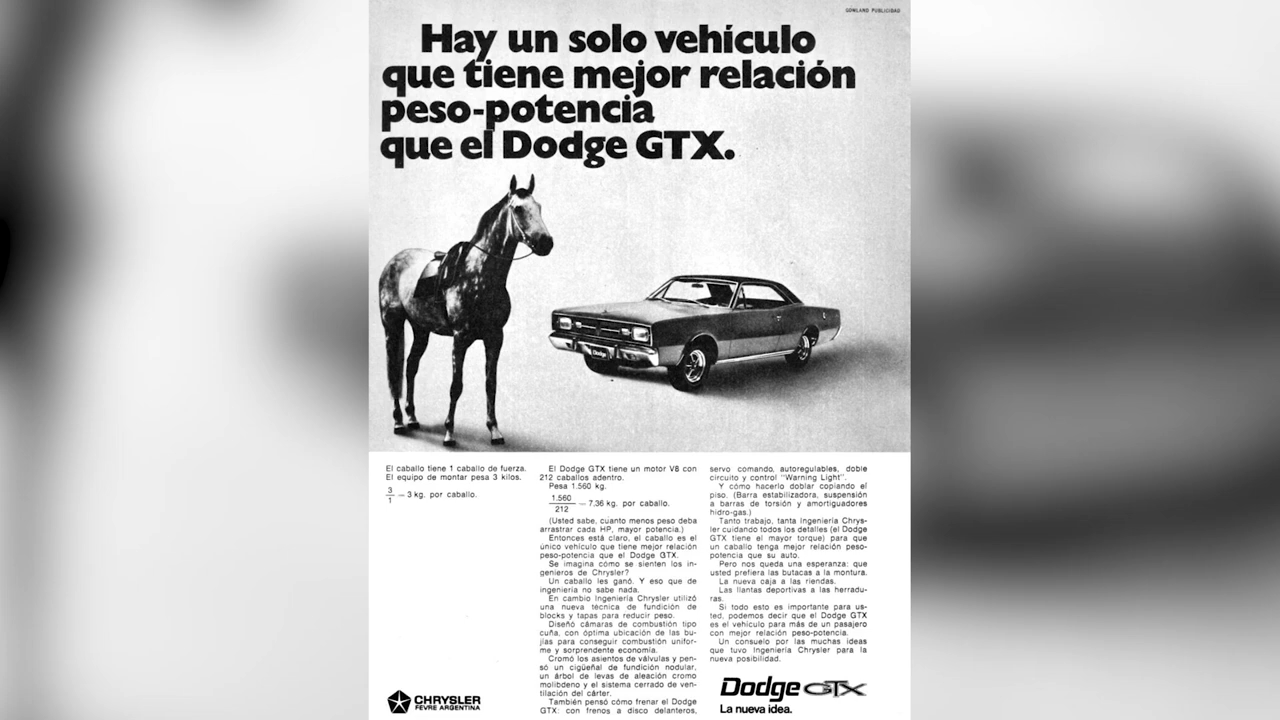 GOWLAND PUBLICIDAD
Hay un solo vehículo
que tiene mejor relación
peso-potencia
que el Dodge GTX.
Dodge
El caballo tiene 1 caballo de fuerza.
El equipo de montar pesa 3 kilos.
3
— = 3 kg. por caballo.
1
El Dodge GTX tiene un motor V8 con
212 caballos adentro.
Pesa 1.560 kg.
1.560
— = 7,36 kg. por caballo.
212
(Usted sabe, cuanto menos peso deba
arrastrar cada HP, mayor potencia.)
Entonces está claro, el caballo es el
único vehículo que tiene mejor relación
peso-potencia que el Dodge GTX.
Se imagina cómo se sienten los in-
genieros de Chrysler?
Un caballo les ganó. Y eso que de
ingeniería no sabe nada.
En cambio Ingeniería Chrysler utilizó
una nueva técnica de fundición de
blocks y tapas para reducir peso.
Diseñó cámaras de combustión tipo
cuña, con óptima ubicación de las bu-
jías para conseguir combustión unifor-
me y sorprendente economía.
Cromó los asientos de válvulas y pen-
só un cigüeñal de fundición nodular,
un árbol de levas de aleación cromo
molibdeno y el sistema cerrado de ven-
tilación del cárter.
También pensó cómo frenar el Dodge
GTX: con frenos a disco delanteros,
servo comando, autoregulables, doble
circuito y control "Warning Light".
Y cómo hacerlo doblar copiando el
piso. (Barra estabilizadora, suspensión
a barras de torsión y amortiguadores
hidro-gas.)
Tanto trabajo, tanta Ingeniería Chrys-
ler cuidando todos los detalles (el Dodge
GTX tiene el mayor torque) para que
un caballo tenga mejor relación peso-
potencia que su auto.
Pero nos queda una esperanza: que
usted prefiera las butacas a la montura.
La nueva caja a las riendas.
Las llantas deportivas a las herradu-
ras.
Si todo esto es importante para us-
ted, podemos decir que el Dodge GTX
es el vehículo para más de un pasajero
con mejor relación peso-potencia.
Un consuelo por las muchas ideas
que tuvo Ingeniería Chrysler para la
nueva posibilidad.
CHRYSLER
FEVRE ARGENTINA
Dodge GTX
La nueva idea.